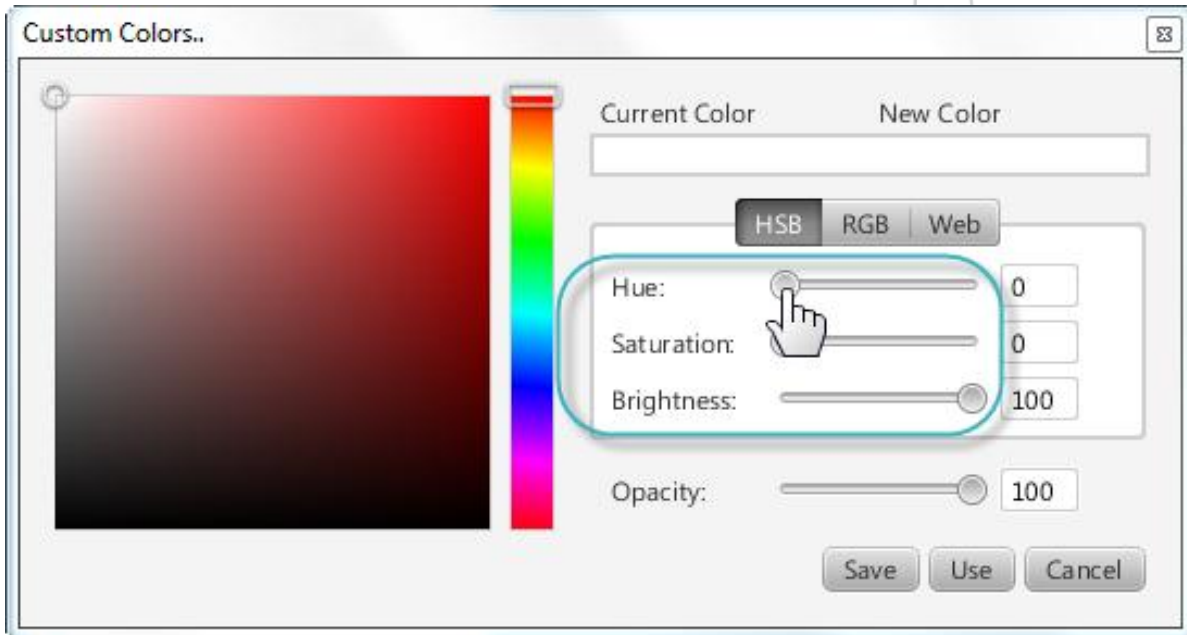 Custom Colors..
Current Color New Color
HSB RGB Web
Hue: 0
Saturation: 0
Brightness: 100
Opacity: 100
Save Use Cancel